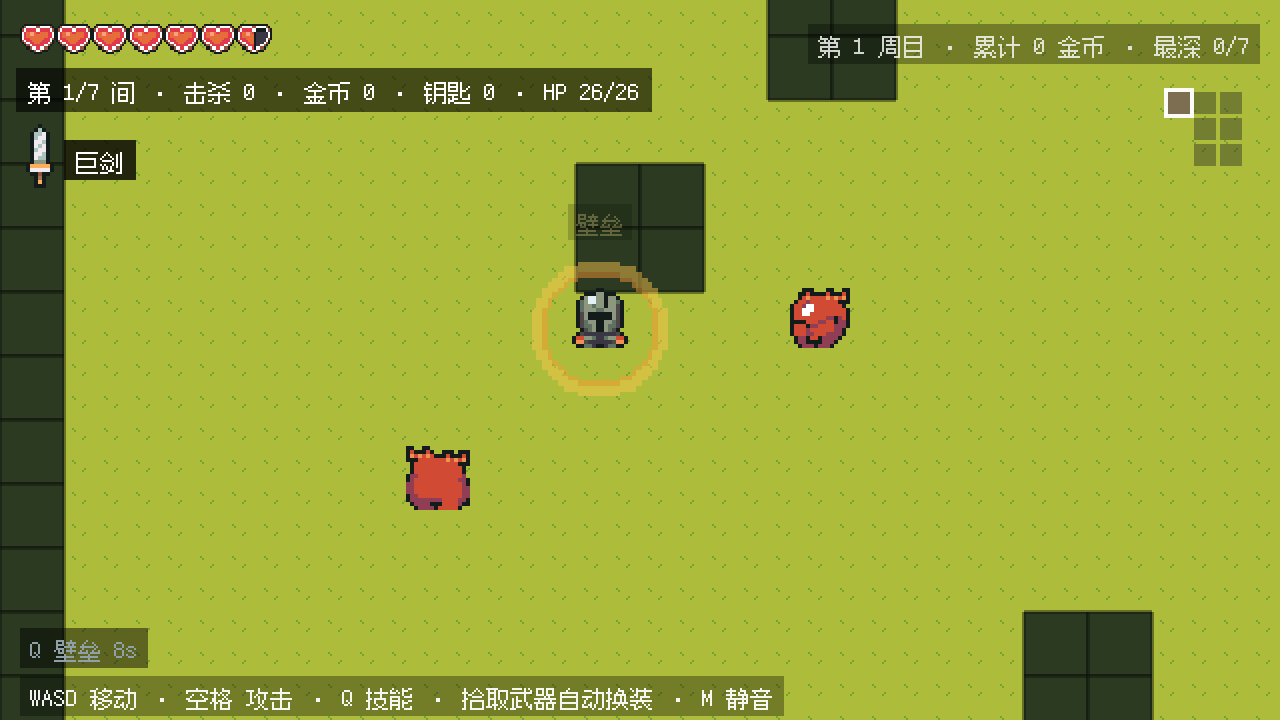 第 1 周目 · 累计 0 金币 · 最深 0/7
第 1/7 间 · 击杀 0 · 金币 0 · 钥匙 0 · HP 26/26
巨剑
壁垒
Q 壁垒 8s
WASD 移动 · 空格 攻击 · Q 技能 · 拾取武器自动换装 · M 静音